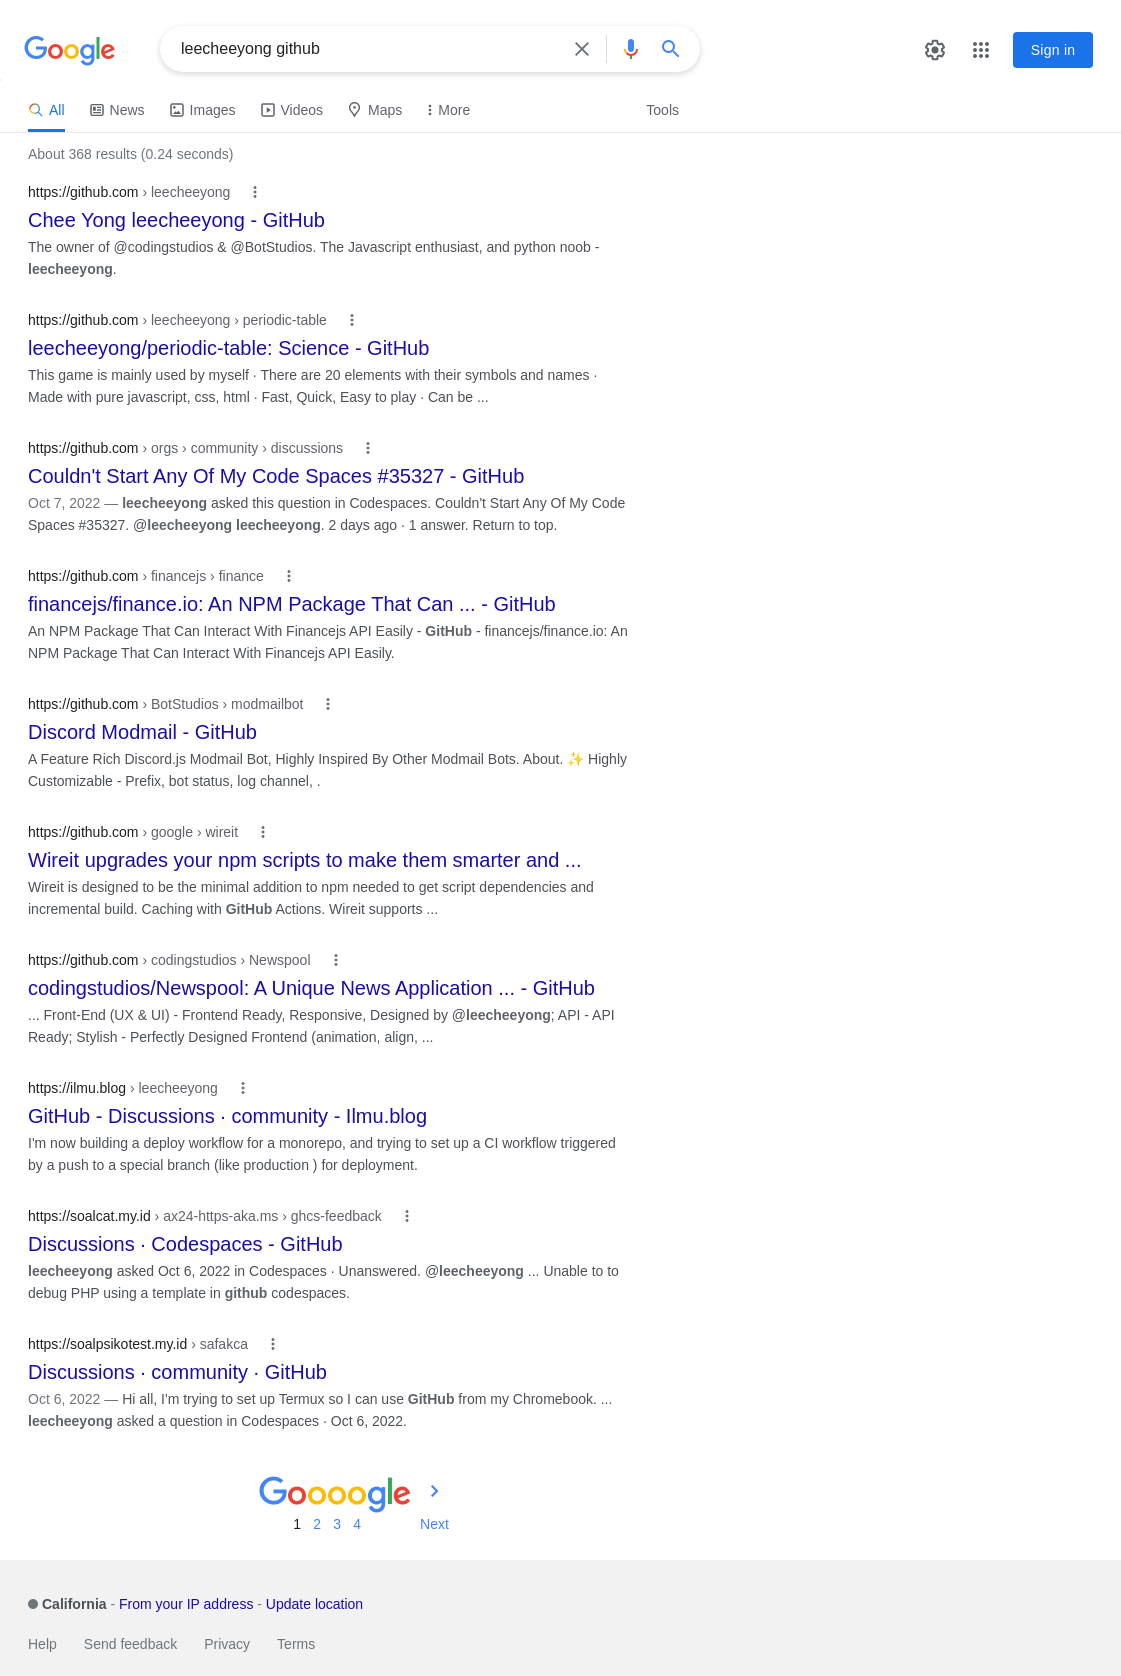 Google
leecheeyong github
Sign in
All
News
Images
Videos
Maps
More
Tools
About 368 results (0.24 seconds)
https://github.com › leecheeyong
Chee Yong leecheeyong - GitHub
The owner of @codingstudios & @BotStudios. The Javascript enthusiast, and python noob -
leecheeyong.
https://github.com › leecheeyong › periodic-table
leecheeyong/periodic-table: Science - GitHub
This game is mainly used by myself · There are 20 elements with their symbols and names ·
Made with pure javascript, css, html · Fast, Quick, Easy to play · Can be ...
https://github.com › orgs › community › discussions
Couldn't Start Any Of My Code Spaces #35327 - GitHub
Oct 7, 2022 — leecheeyong asked this question in Codespaces. Couldn't Start Any Of My Code
Spaces #35327. @leecheeyong leecheeyong. 2 days ago · 1 answer. Return to top.
https://github.com › financejs › finance
financejs/finance.io: An NPM Package That Can ... - GitHub
An NPM Package That Can Interact With Financejs API Easily - GitHub - financejs/finance.io: An
NPM Package That Can Interact With Financejs API Easily.
https://github.com › BotStudios › modmailbot
Discord Modmail - GitHub
A Feature Rich Discord.js Modmail Bot, Highly Inspired By Other Modmail Bots. About. ✨ Highly
Customizable - Prefix, bot status, log channel, .
https://github.com › google › wireit
Wireit upgrades your npm scripts to make them smarter and ...
Wireit is designed to be the minimal addition to npm needed to get script dependencies and
incremental build. Caching with GitHub Actions. Wireit supports ...
https://github.com › codingstudios › Newspool
codingstudios/Newspool: A Unique News Application ... - GitHub
... Front-End (UX & UI) - Frontend Ready, Responsive, Designed by @leecheeyong; API - API
Ready; Stylish - Perfectly Designed Frontend (animation, align, ...
https://ilmu.blog › leecheeyong
GitHub - Discussions · community - Ilmu.blog
I'm now building a deploy workflow for a monorepo, and trying to set up a CI workflow triggered
by a push to a special branch (like production ) for deployment.
https://soalcat.my.id › ax24-https-aka.ms › ghcs-feedback
Discussions · Codespaces - GitHub
leecheeyong asked Oct 6, 2022 in Codespaces · Unanswered. @leecheeyong ... Unable to to
debug PHP using a template in github codespaces.
https://soalpsikotest.my.id › safakca
Discussions · community · GitHub
Oct 6, 2022 — Hi all, I'm trying to set up Termux so I can use GitHub from my Chromebook. ...
leecheeyong asked a question in Codespaces · Oct 6, 2022.
Goooogle
1 2 3 4 Next
California - From your IP address - Update location
Help Send feedback Privacy Terms